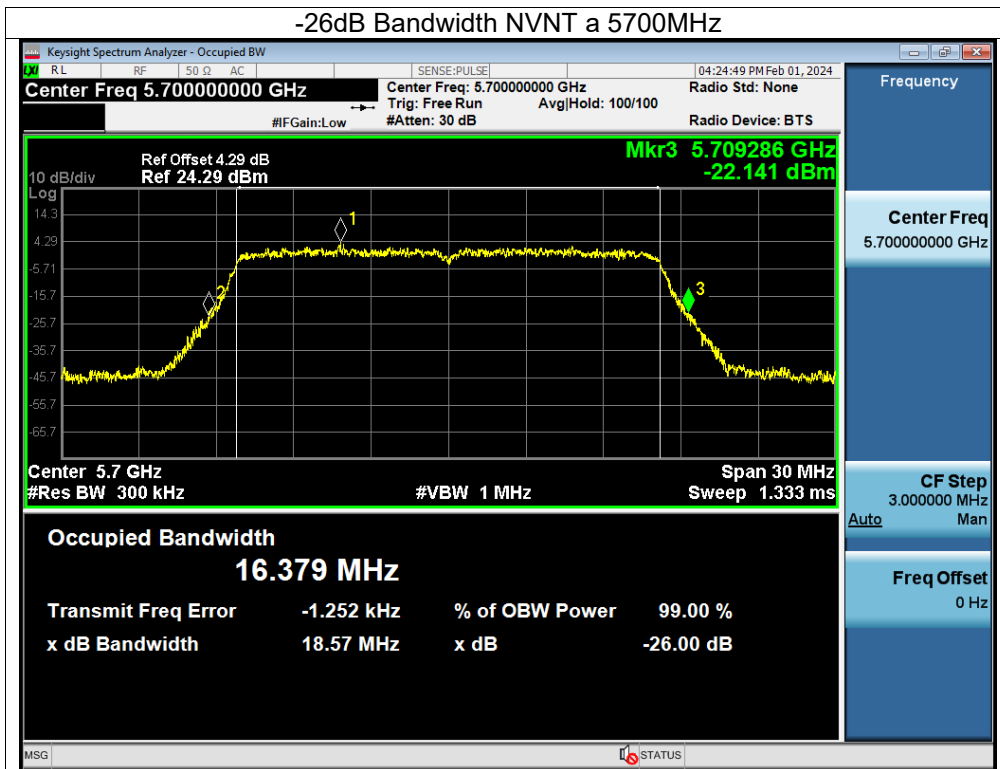 -26dB Bandwidth NVNT a 5700MHz
Keysight Spectrum Analyzer - Occupied BW
LXI RL RF 50 Ω AC SENSE:PULSE 04:24:49 PM Feb 01, 2024
Center Freq 5.700000000 GHz
Center Freq: 5.700000000 GHz Radio Std: None
Trig: Free Run Avg|Hold: 100/100
#IFGain:Low #Atten: 30 dB Radio Device: BTS
Mkr3 5.709286 GHz
-22.141 dBm
Ref Offset 4.29 dB
10 dB/div Ref 24.29 dBm
Log
14.3
4.29
-5.71
-15.7
-25.7
-35.7
-45.7
-55.7
-65.7
1
2
3
Center 5.7 GHz Span 30 MHz
#Res BW 300 kHz #VBW 1 MHz Sweep 1.333 ms
Occupied Bandwidth
16.379 MHz
Transmit Freq Error -1.252 kHz % of OBW Power 99.00 %
x dB Bandwidth 18.57 MHz x dB -26.00 dB
Frequency
Center Freq
5.700000000 GHz
CF Step
3.000000 MHz
Auto Man
Freq Offset
0 Hz
MSG STATUS